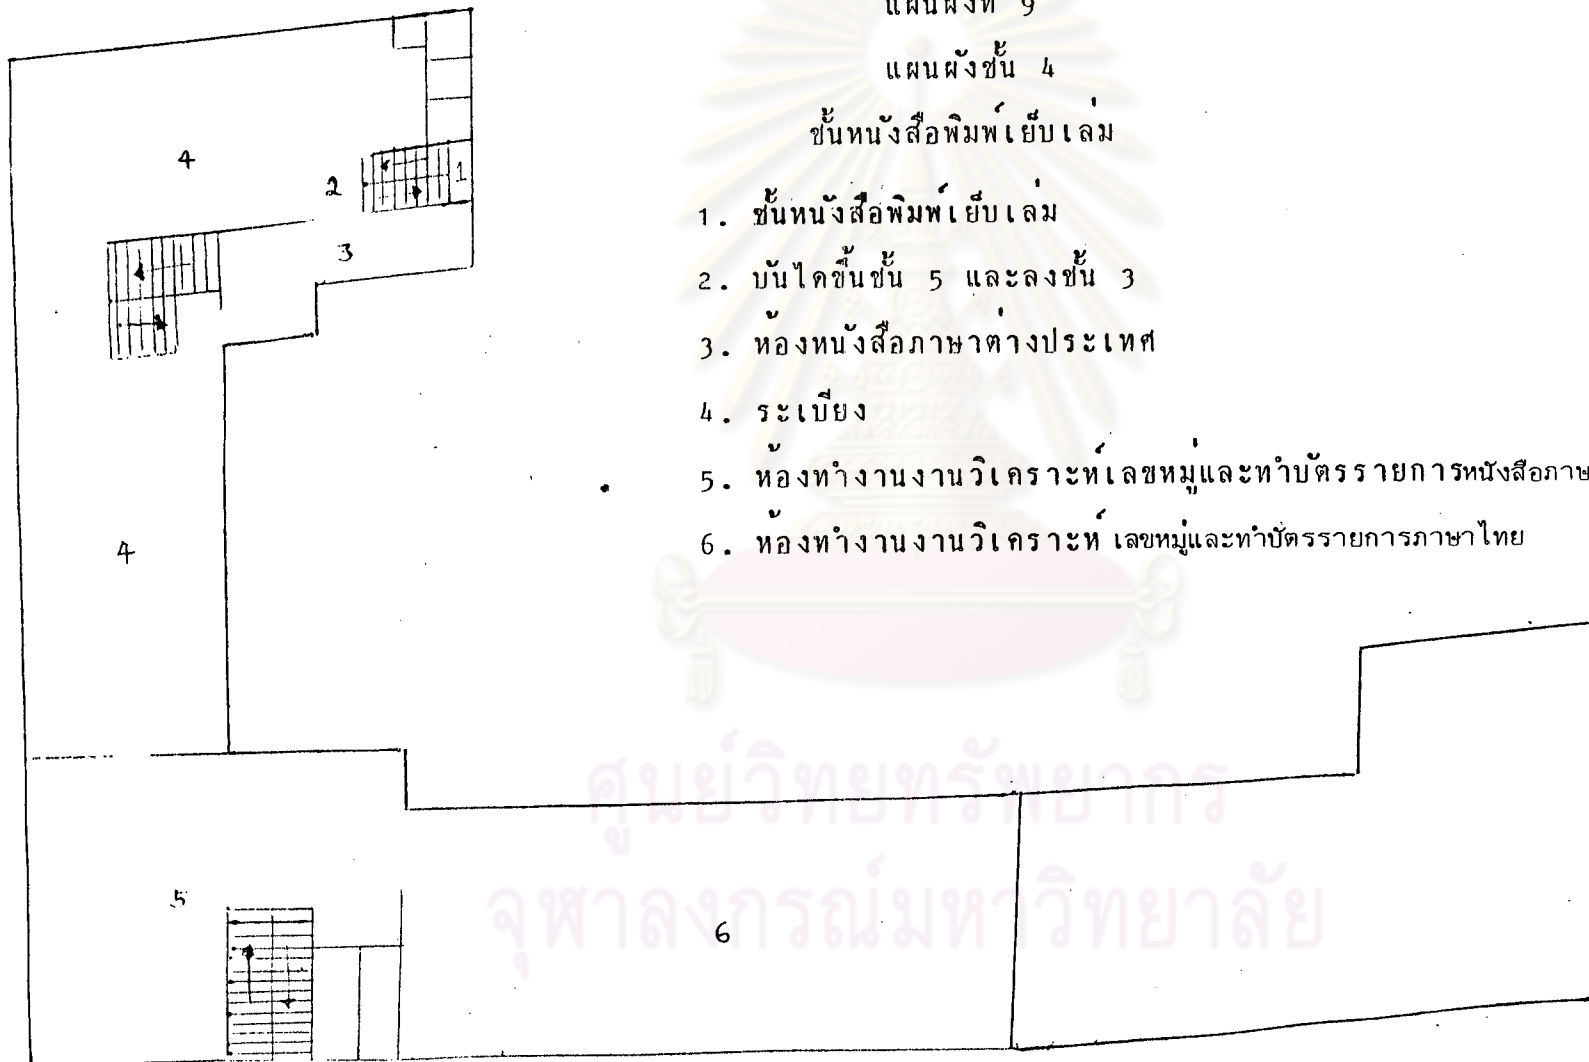 แผนผังที่ 9
แผนผังชั้น 4
ชั้นหนังสือพิมพ์เย็บเล่ม
1. ชั้นหนังสือพิมพ์เย็บเล่ม
2. บันไดขึ้นชั้น 5 และลงชั้น 3
3. ห้องหนังสือภาษาต่างประเทศ
4. ระเบียง
5. ห้องทำงานงานวิเคราะห์เลขหมู่และทำบัตรรายการหนังสือภาษ
6. ห้องทำงานงานวิเคราะห์ เลขหมู่และทำบัตรรายการภาษาไทย
4
2
1
3
4
5
6
ศูนย์วิทยทรัพยากร
จุฬาลงกรณ์มหาวิทยาลัย